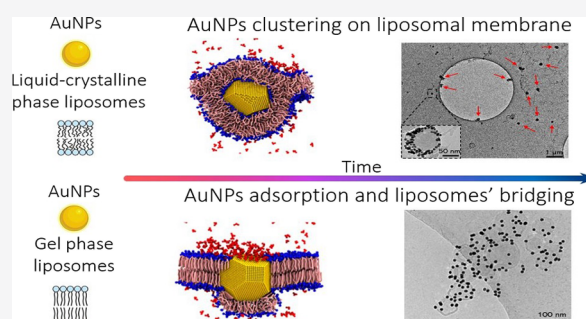 AuNPs
AuNPs clustering on liposomal membrane
Liquid-crystalline
phase liposomes
50 nm
1 µm
Time
AuNPs
AuNPs adsorption and liposomes’ bridging
Gel phase
liposomes
100 nm